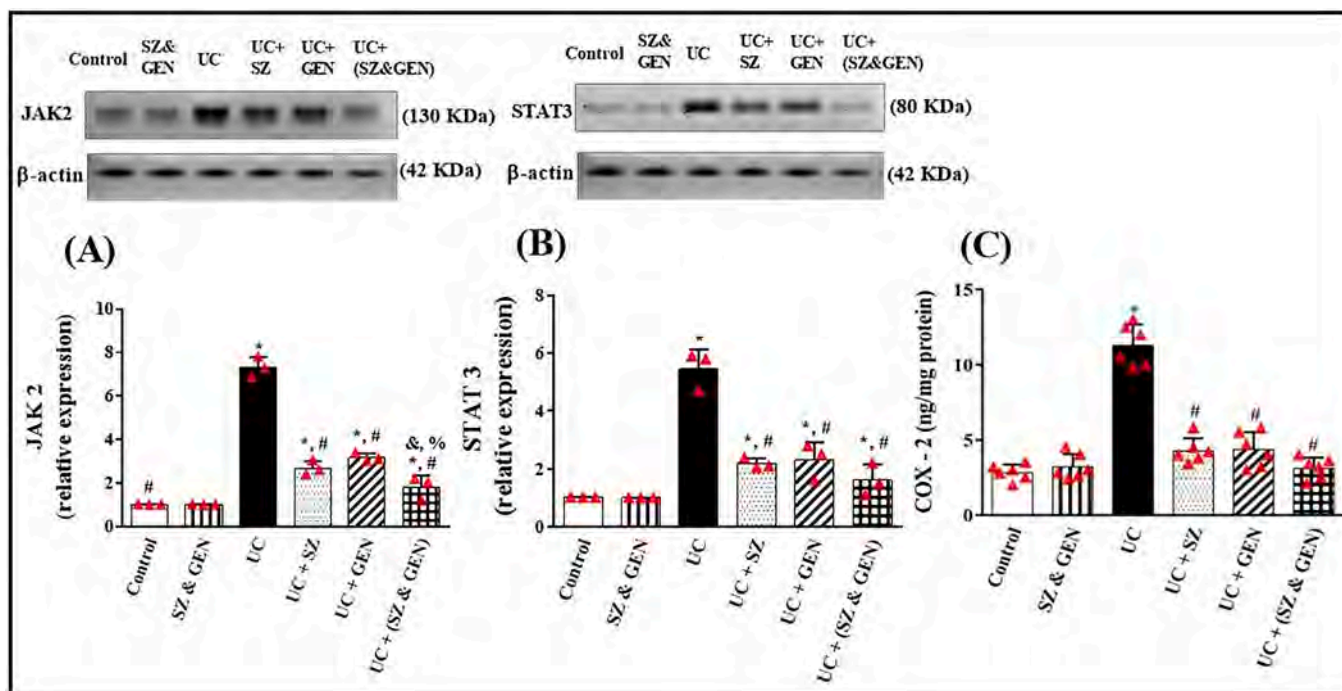 Control SZ& GEN UC UC+ SZ UC+ GEN UC+ (SZ&GEN)
JAK2 (130 KDa)
β-actin (42 KDa)
Control SZ& GEN UC UC+ SZ UC+ GEN UC+ (SZ&GEN)
STAT3 (80 KDa)
β-actin (42 KDa)
(A)
JAK 2
(relative expression)
10
8
6
4
2
0
#
*
*, #
*, #
&, %
*, #
Control
SZ & GEN
UC
UC + SZ
UC + GEN
UC + (SZ & GEN)
(B)
STAT 3
(relative expression)
8
6
4
2
0
*
*, #
*, #
*, #
Control
SZ & GEN
UC
UC + SZ
UC + GEN
UC + (SZ & GEN)
(C)
COX - 2 (ng/mg protein)
15
10
5
0
*
#
#
#
Control
SZ & GEN
UC
UC + SZ
UC + GEN
UC + (SZ & GEN)